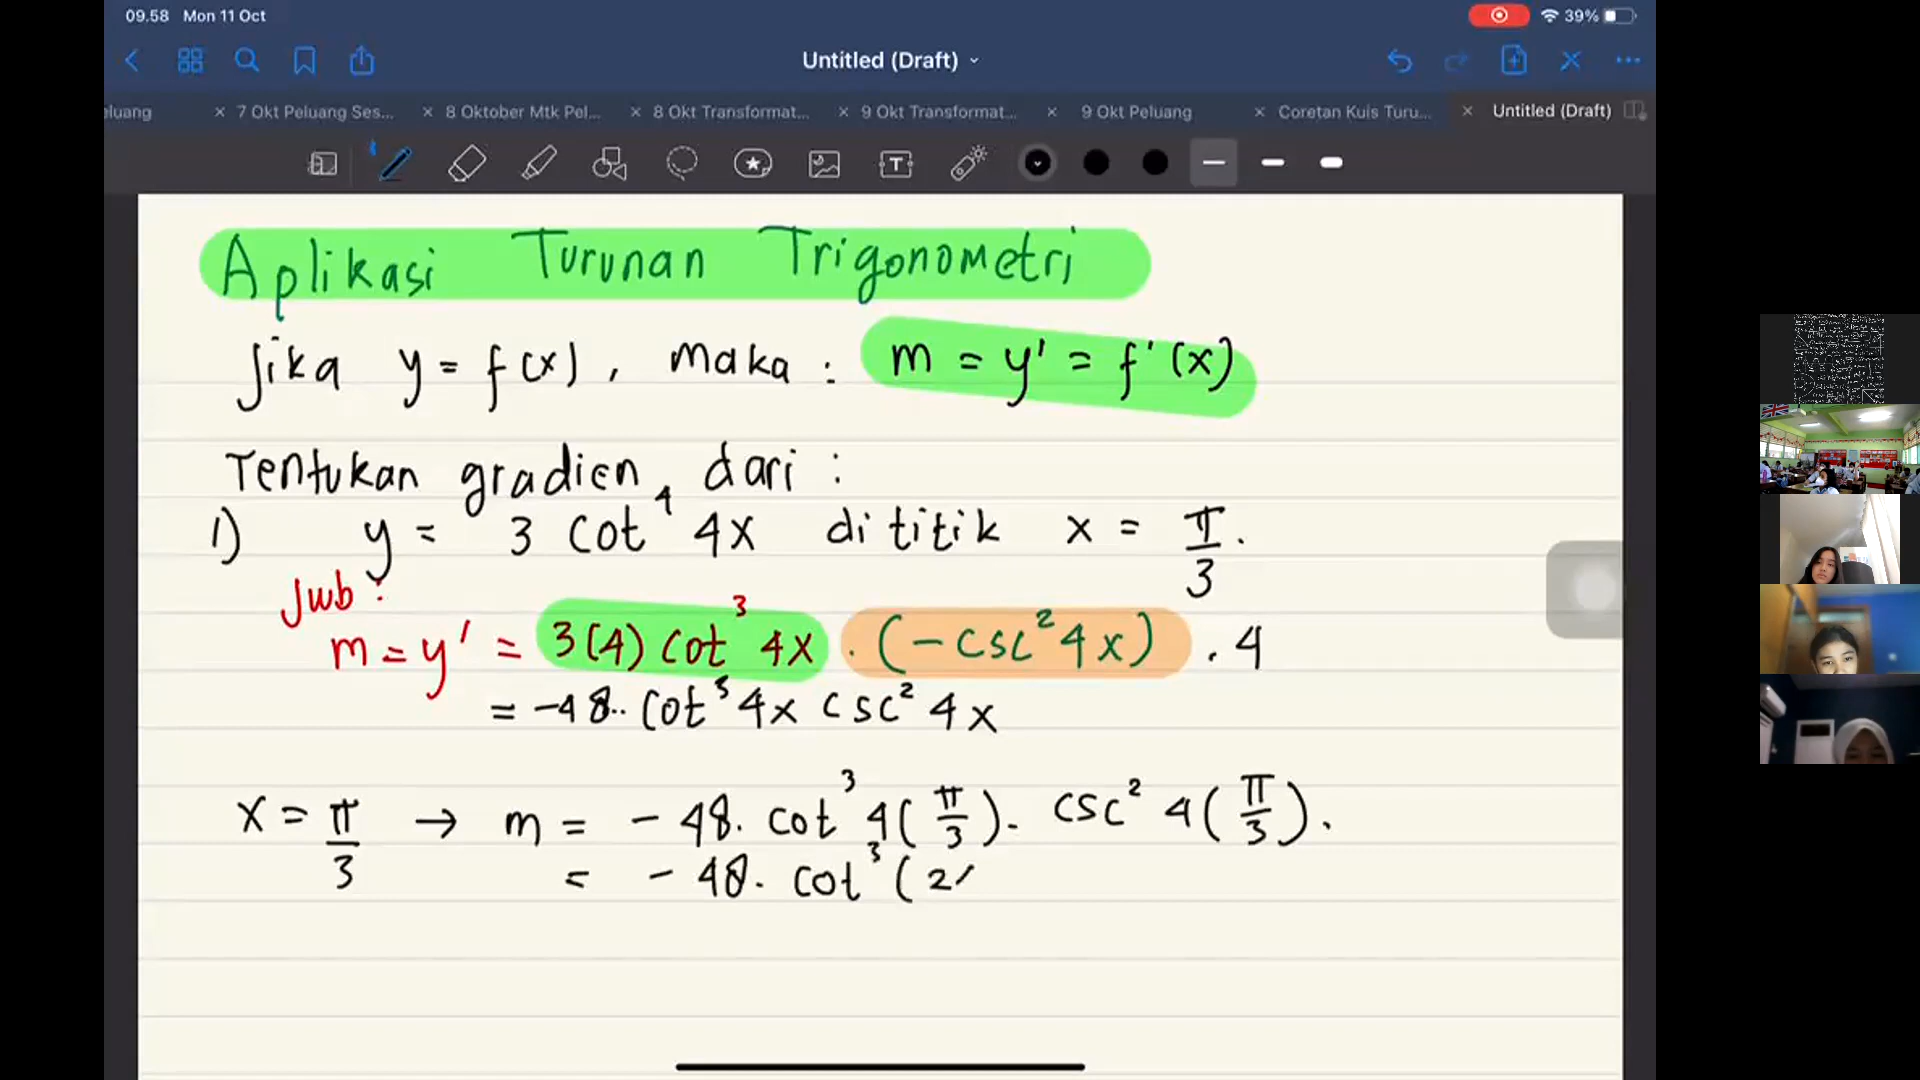 09.58 Mon 11 Oct
39%
Untitled (Draft)
eluang
7 Okt Peluang Ses...
8 Oktober Mtk Pel...
8 Okt Transformat...
9 Okt Transformat...
9 Okt Peluang
Coretan Kuis Turu...
Untitled (Draft)
Aplikasi Turunan Trigonometri
Jika y = f(x), maka : m = y' = f'(x)
Tentukan gradien dari :
1) y = 3 cot⁴ 4x di titik x = π/3.
Jwb :
m = y' = 3(4) cot³ 4x . (-csc² 4x) . 4
= -48.. cot³ 4x csc² 4x
x = π/3 → m = - 48. cot³ 4(π/3). csc² 4(π/3).
= - 48. cot³ (2